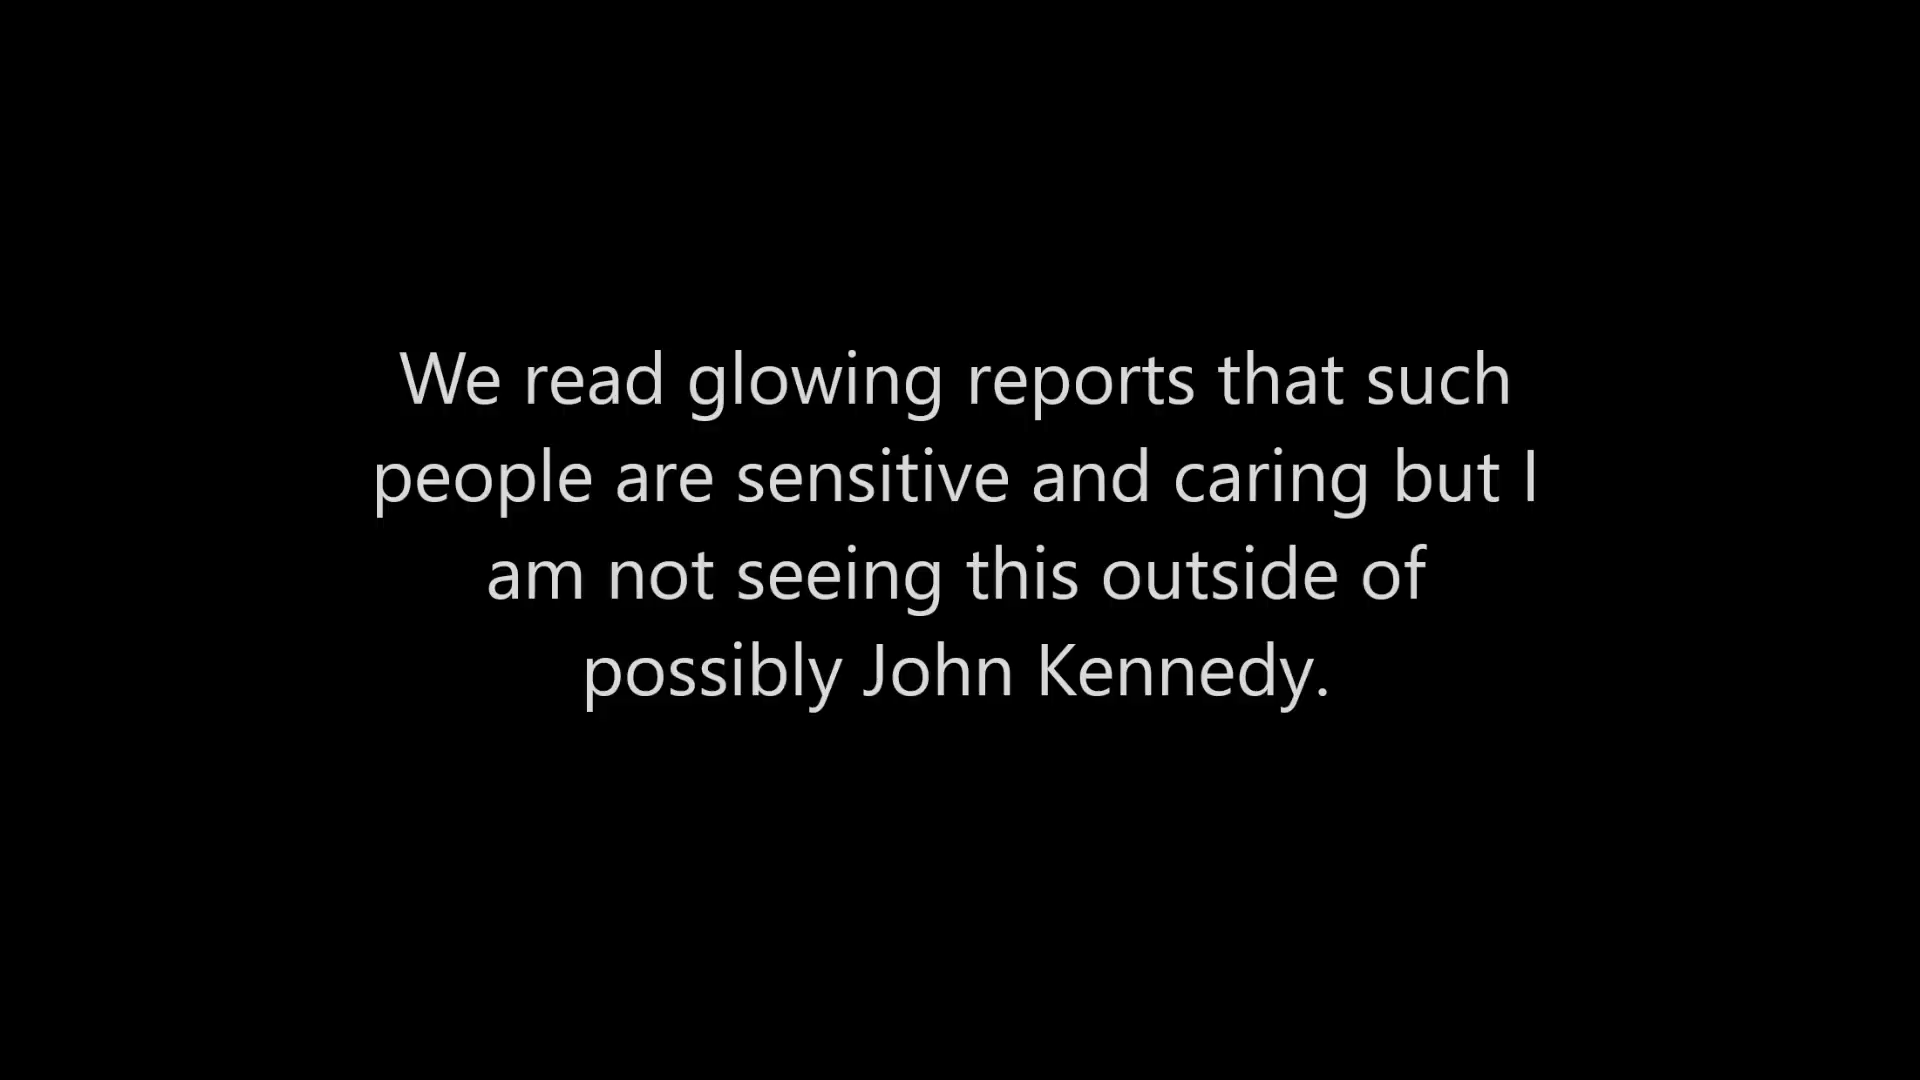 We read glowing reports that such
people are sensitive and caring but I
am not seeing this outside of
possibly John Kennedy.